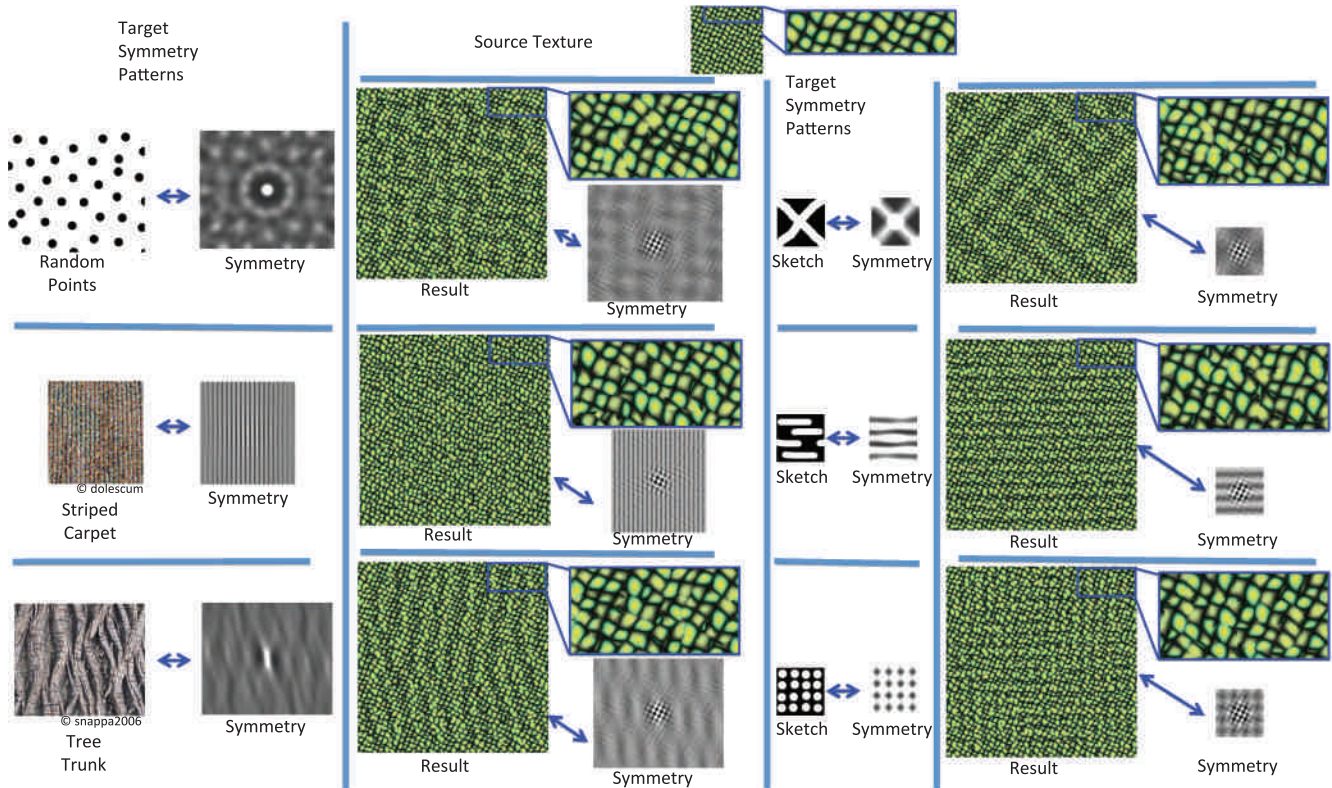 Target
Symmetry
Patterns
Source Texture
Target
Symmetry
Patterns
Random
Points
Symmetry
Result
Symmetry
Sketch
Symmetry
Result
Symmetry
© dolescum
Striped
Carpet
Symmetry
Result
Symmetry
Sketch
Symmetry
Result
Symmetry
© snappa2006
Tree
Trunk
Symmetry
Result
Symmetry
Sketch
Symmetry
Result
Symmetry